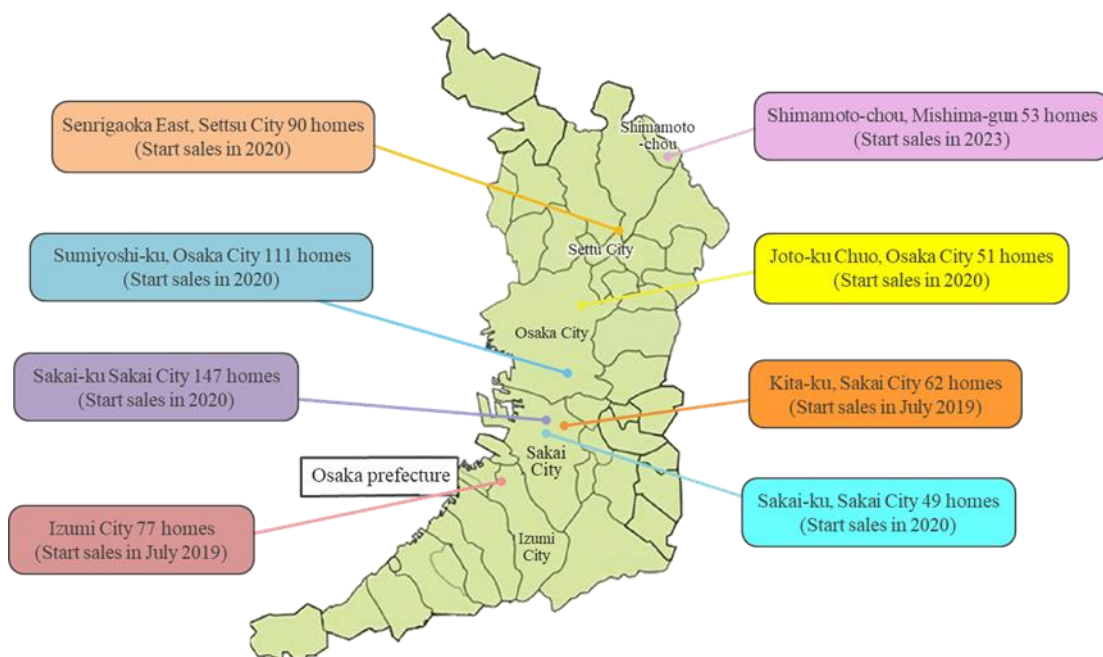 Senrigaoka East, Settsu City 90 homes
(Start sales in 2020)
Shimamoto-chou, Mishima-gun 53 homes
(Start sales in 2023)
Shimamoto
-chou
Settu City
Sumiyoshi-ku, Osaka City 111 homes
(Start sales in 2020)
Joto-ku Chuo, Osaka City 51 homes
(Start sales in 2020)
Osaka City
Sakai-ku Sakai City 147 homes
(Start sales in 2020)
Kita-ku, Sakai City 62 homes
(Start sales in July 2019)
Sakai
City
Osaka prefecture
Izumi City 77 homes
(Start sales in July 2019)
Izumi
City
Sakai-ku, Sakai City 49 homes
(Start sales in 2020)